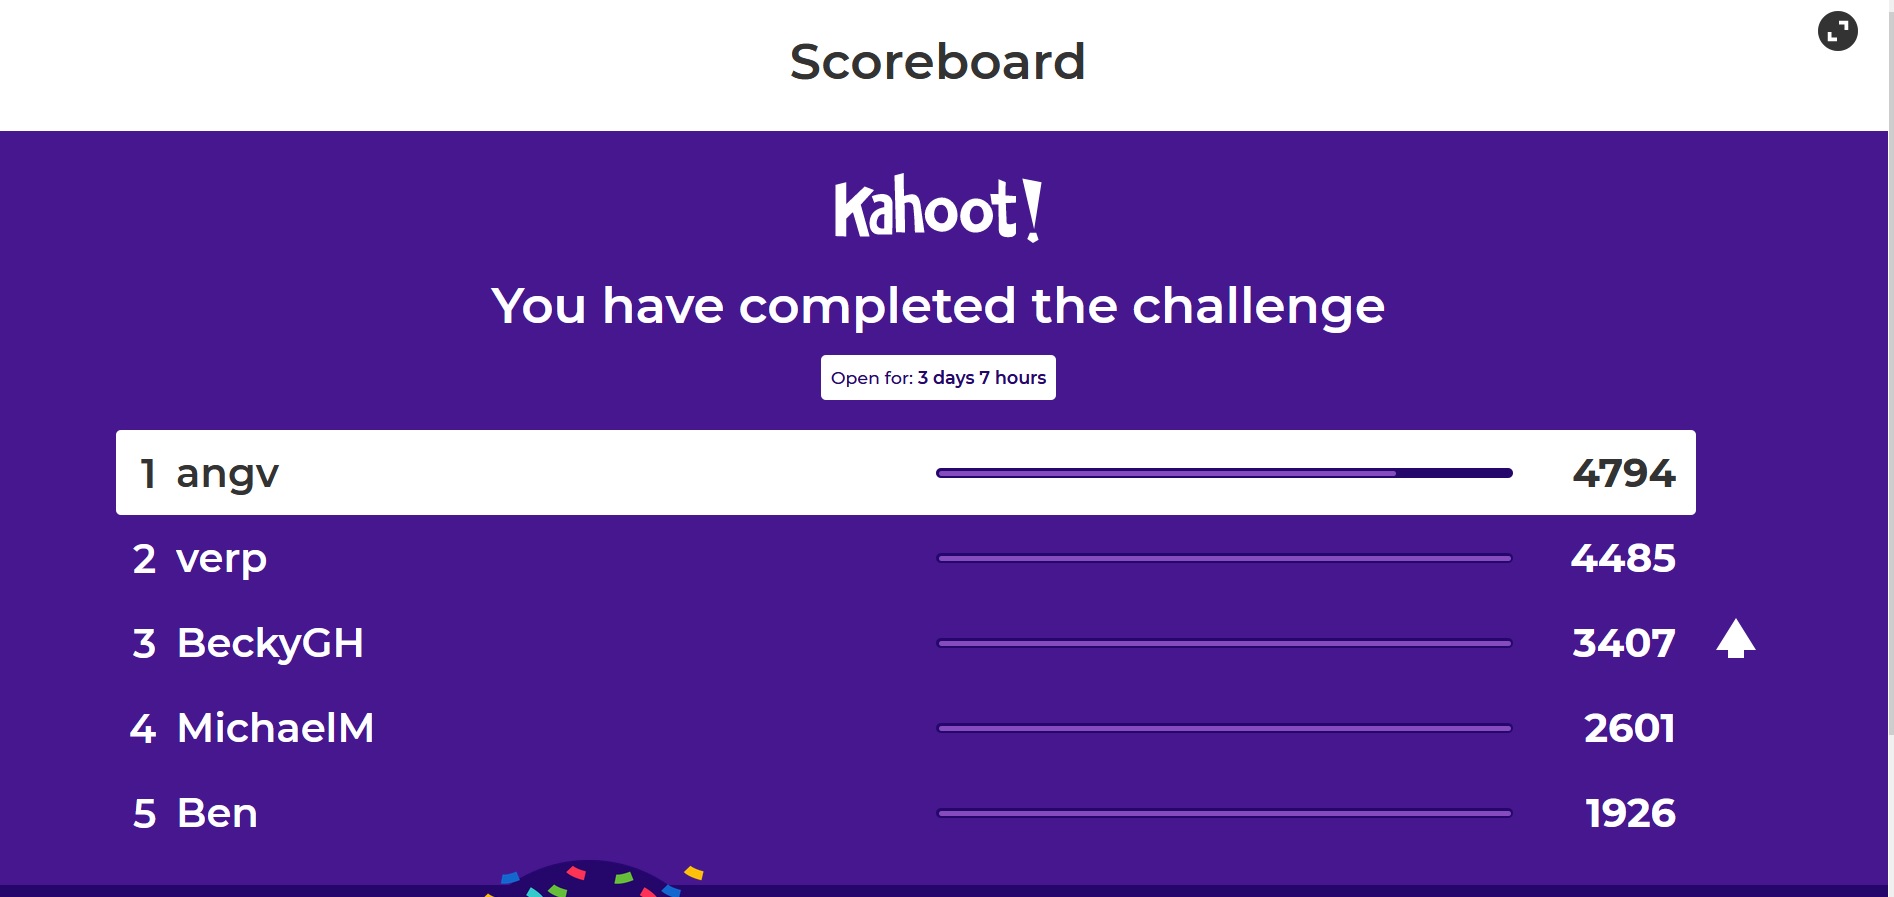 Scoreboard
Kahoot!
You have completed the challenge
Open for: 3 days 7 hours
1 angv 4794
2 verp 4485
3 BeckyGH 3407
4 MichaelM 2601
5 Ben 1926